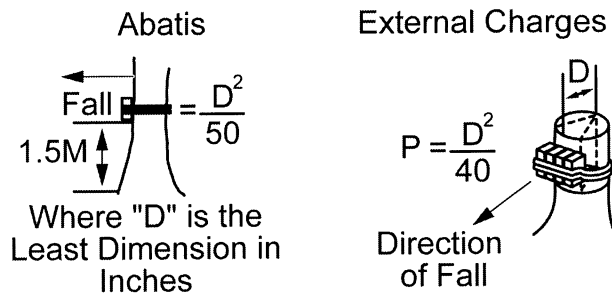 Abatis
Fall = D²/50
1.5M
Where "D" is the
Least Dimension in
Inches
External Charges
D
P = D²/40
Direction
of Fall